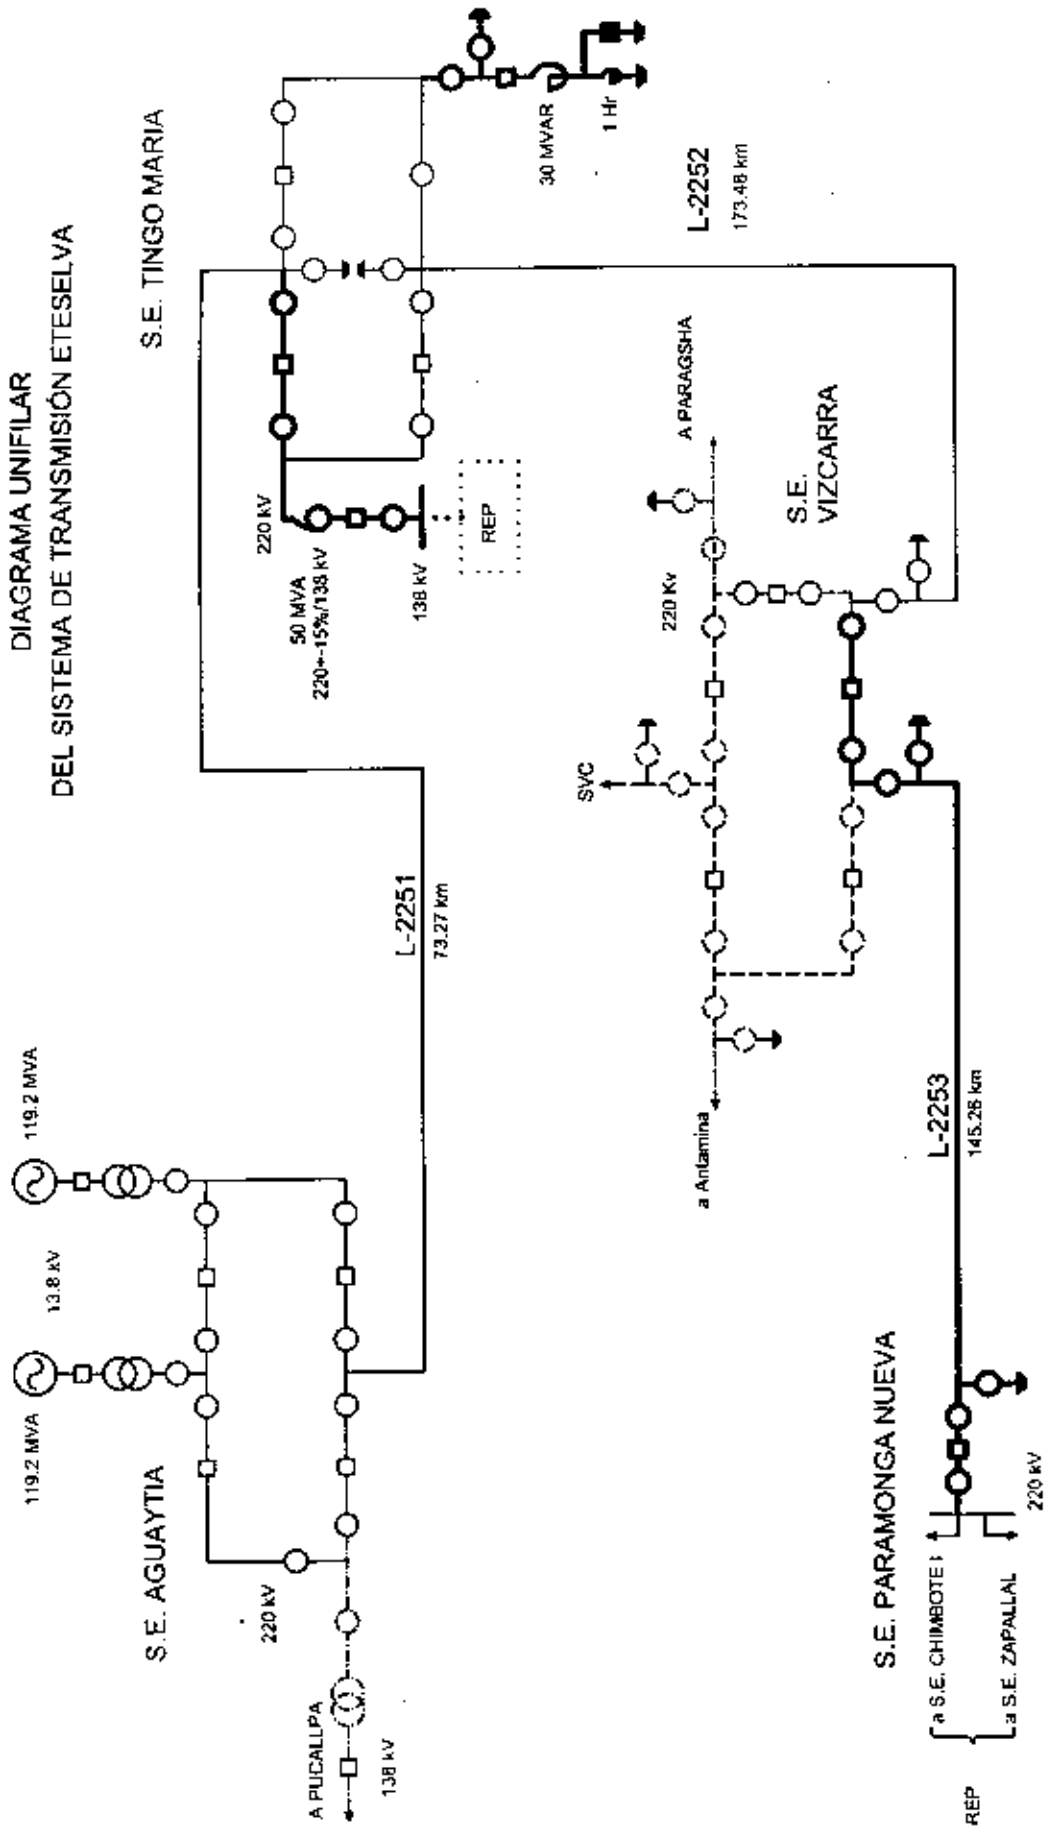 DIAGRAMA UNIFILAR
DEL SISTEMA DE TRANSMISIÓN ETESELVA
119.2 MVA
13.8 kV
119.2 MVA
S.E. AGUAYTIA
220 kV
A PUCALLPA
138 kV
L-2251
73.27 km
S.E. TINGO MARIA
220 kV
50 MVA
220+-15%/138 kV
138 kV
REP
30 MVAR
1 Hr
L-2252
173.48 km
A PARAGSHA
S.E.
VIZCARRA
220 Kv
SVC
a Antamina
L-2253
145.26 km
S.E. PARAMONGA NUEVA
220 kV
a S.E. CHIMBOTE
a S.E. ZAPALLAL
REP